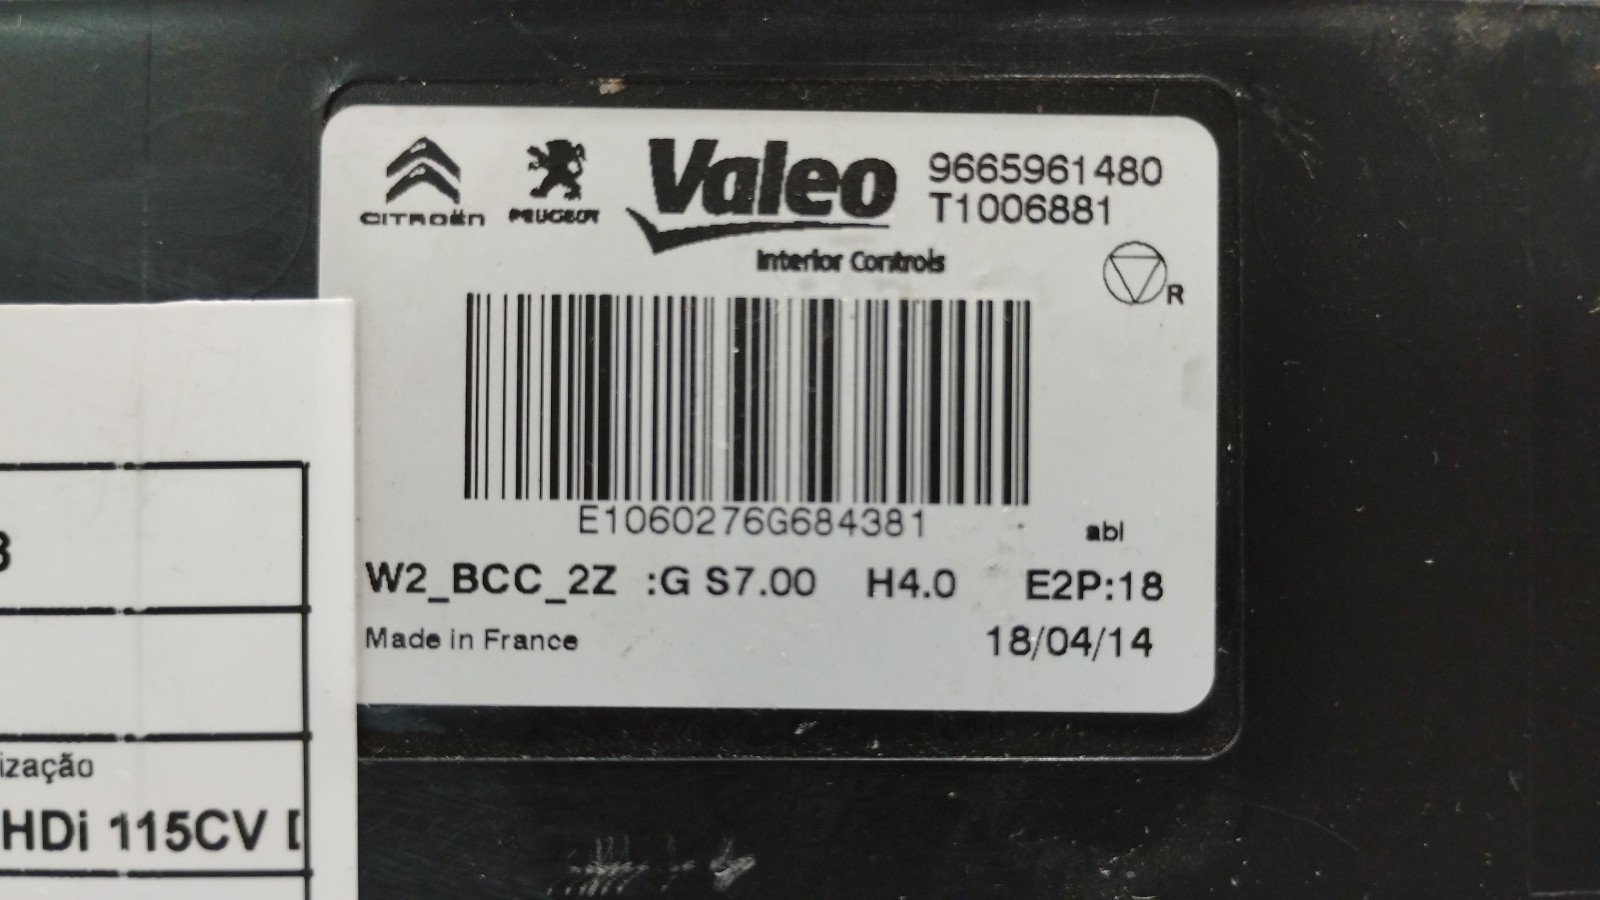 CITROËN PEUGEOT Valeo 9665961480
T1006881
Interior Controls
R
E1060276G684381
abl
W2_BCC_2Z :G S7.00 H4.0 E2P:18
Made in France 18/04/14
ização
HDi 115CV